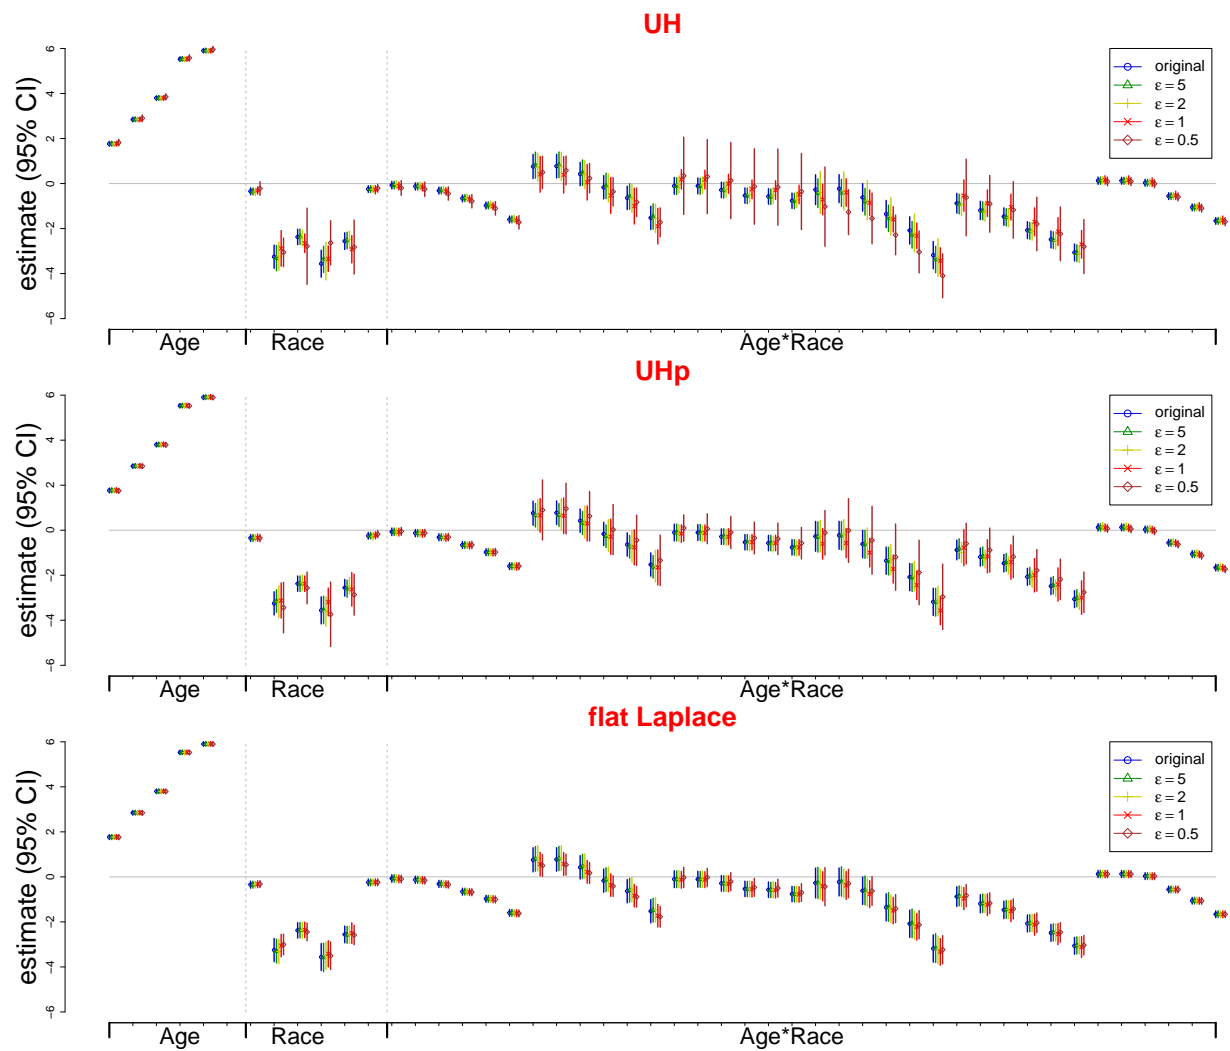 UH
estimate (95% CI)
6
4
2
0
−2
−4
−6
original
ε = 5
ε = 2
ε = 1
ε = 0.5
Age
Race
Age*Race
UHp
estimate (95% CI)
6
4
2
0
−2
−4
−6
original
ε = 5
ε = 2
ε = 1
ε = 0.5
Age
Race
Age*Race
flat Laplace
estimate (95% CI)
6
4
2
0
−2
−4
−6
original
ε = 5
ε = 2
ε = 1
ε = 0.5
Age
Race
Age*Race